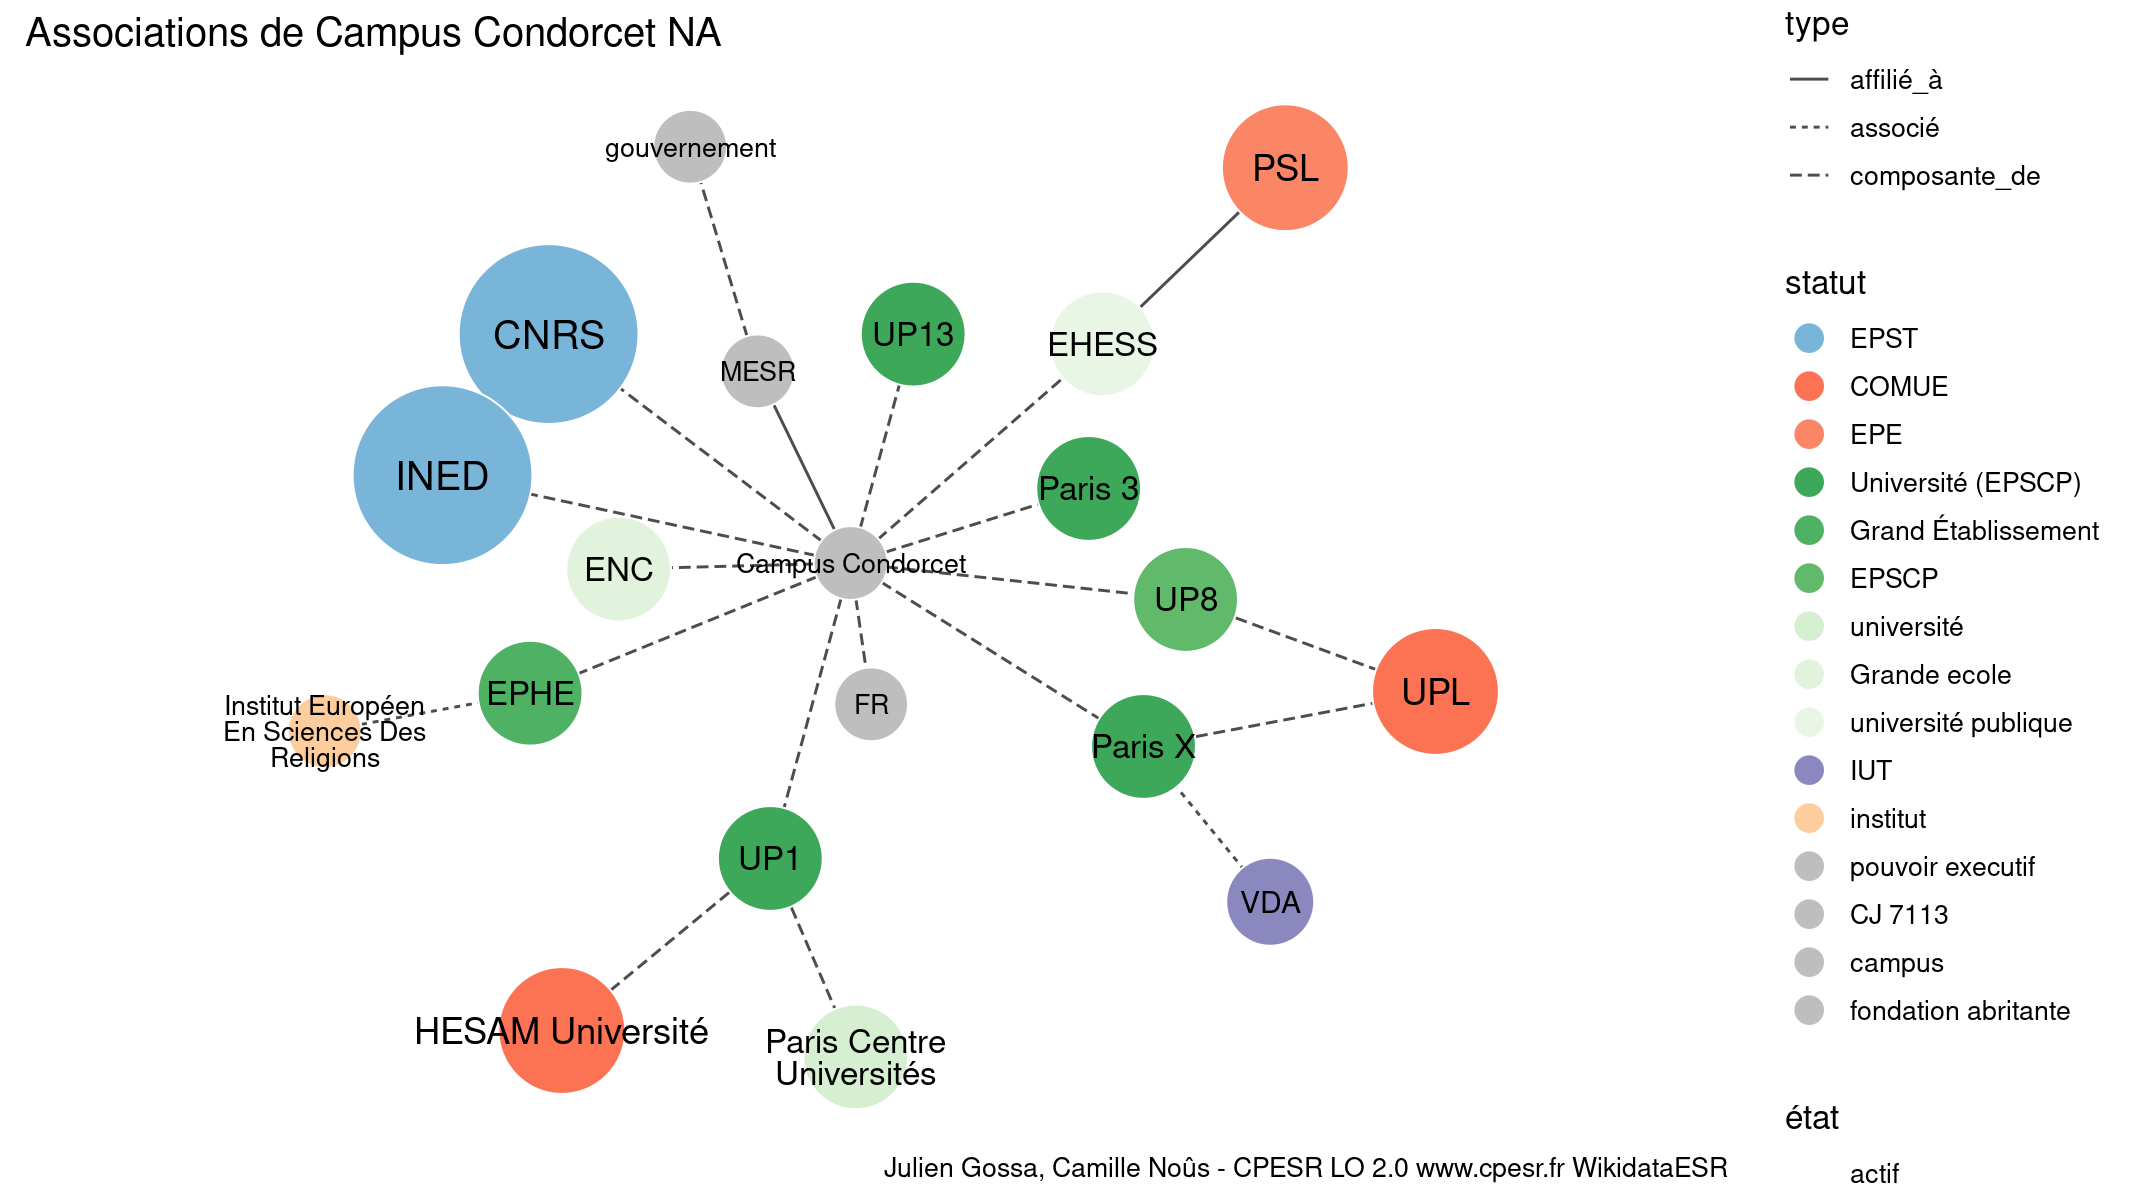 Associations de Campus Condorcet NA
gouvernement
PSL
CNRS
UP13
EHESS
MESR
INED
Paris 3
ENC
Campus Condorcet
UP8
EPHE
FR
UPL
Institut Européen
En Sciences Des
Religions
Paris X
UP1
VDA
HESAM Université
Paris Centre
Universités
type
affilié_à
associé
composante_de
statut
EPST
COMUE
EPE
Université (EPSCP)
Grand Établissement
EPSCP
université
Grande ecole
université publique
IUT
institut
pouvoir executif
CJ 7113
campus
fondation abritante
état
actif
Julien Gossa, Camille Noûs - CPESR LO 2.0 www.cpesr.fr WikidataESR